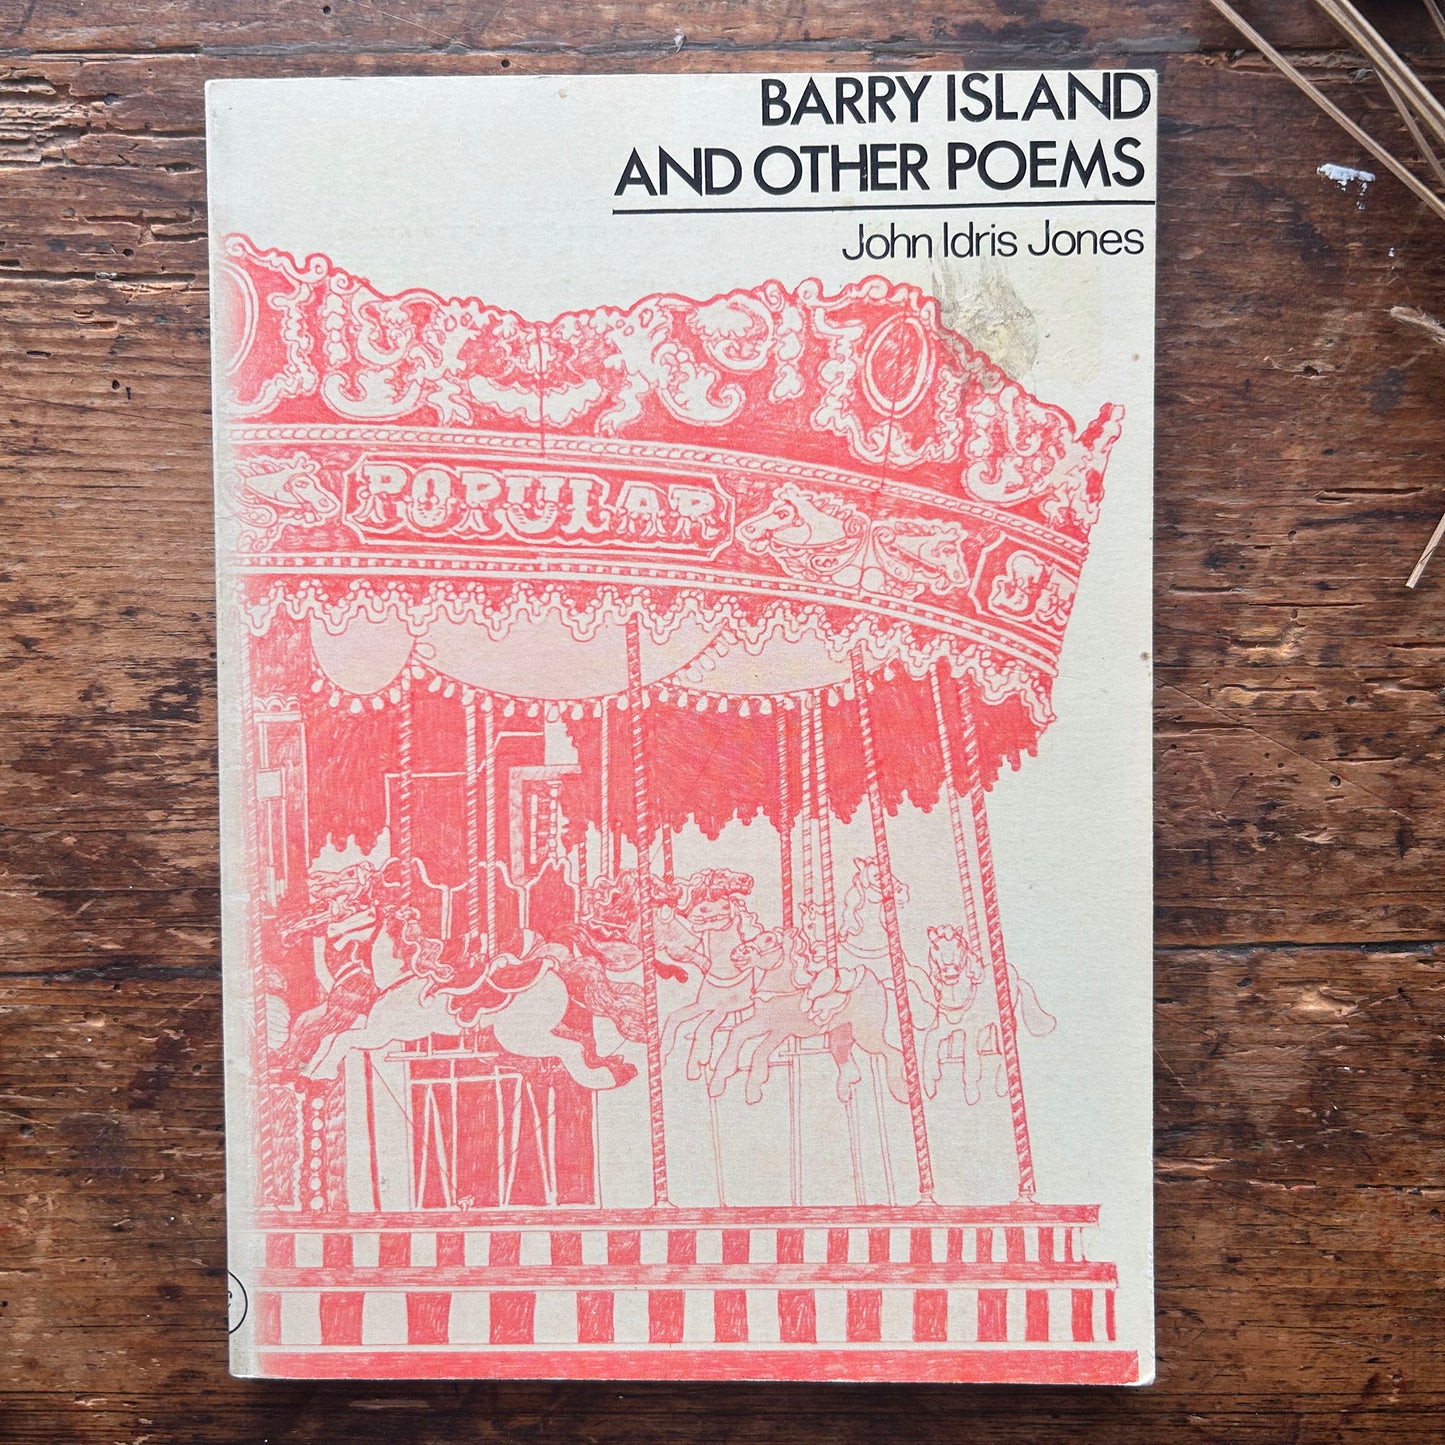 BARRY ISLAND
AND OTHER POEMS
John Idris Jones
POPULAR